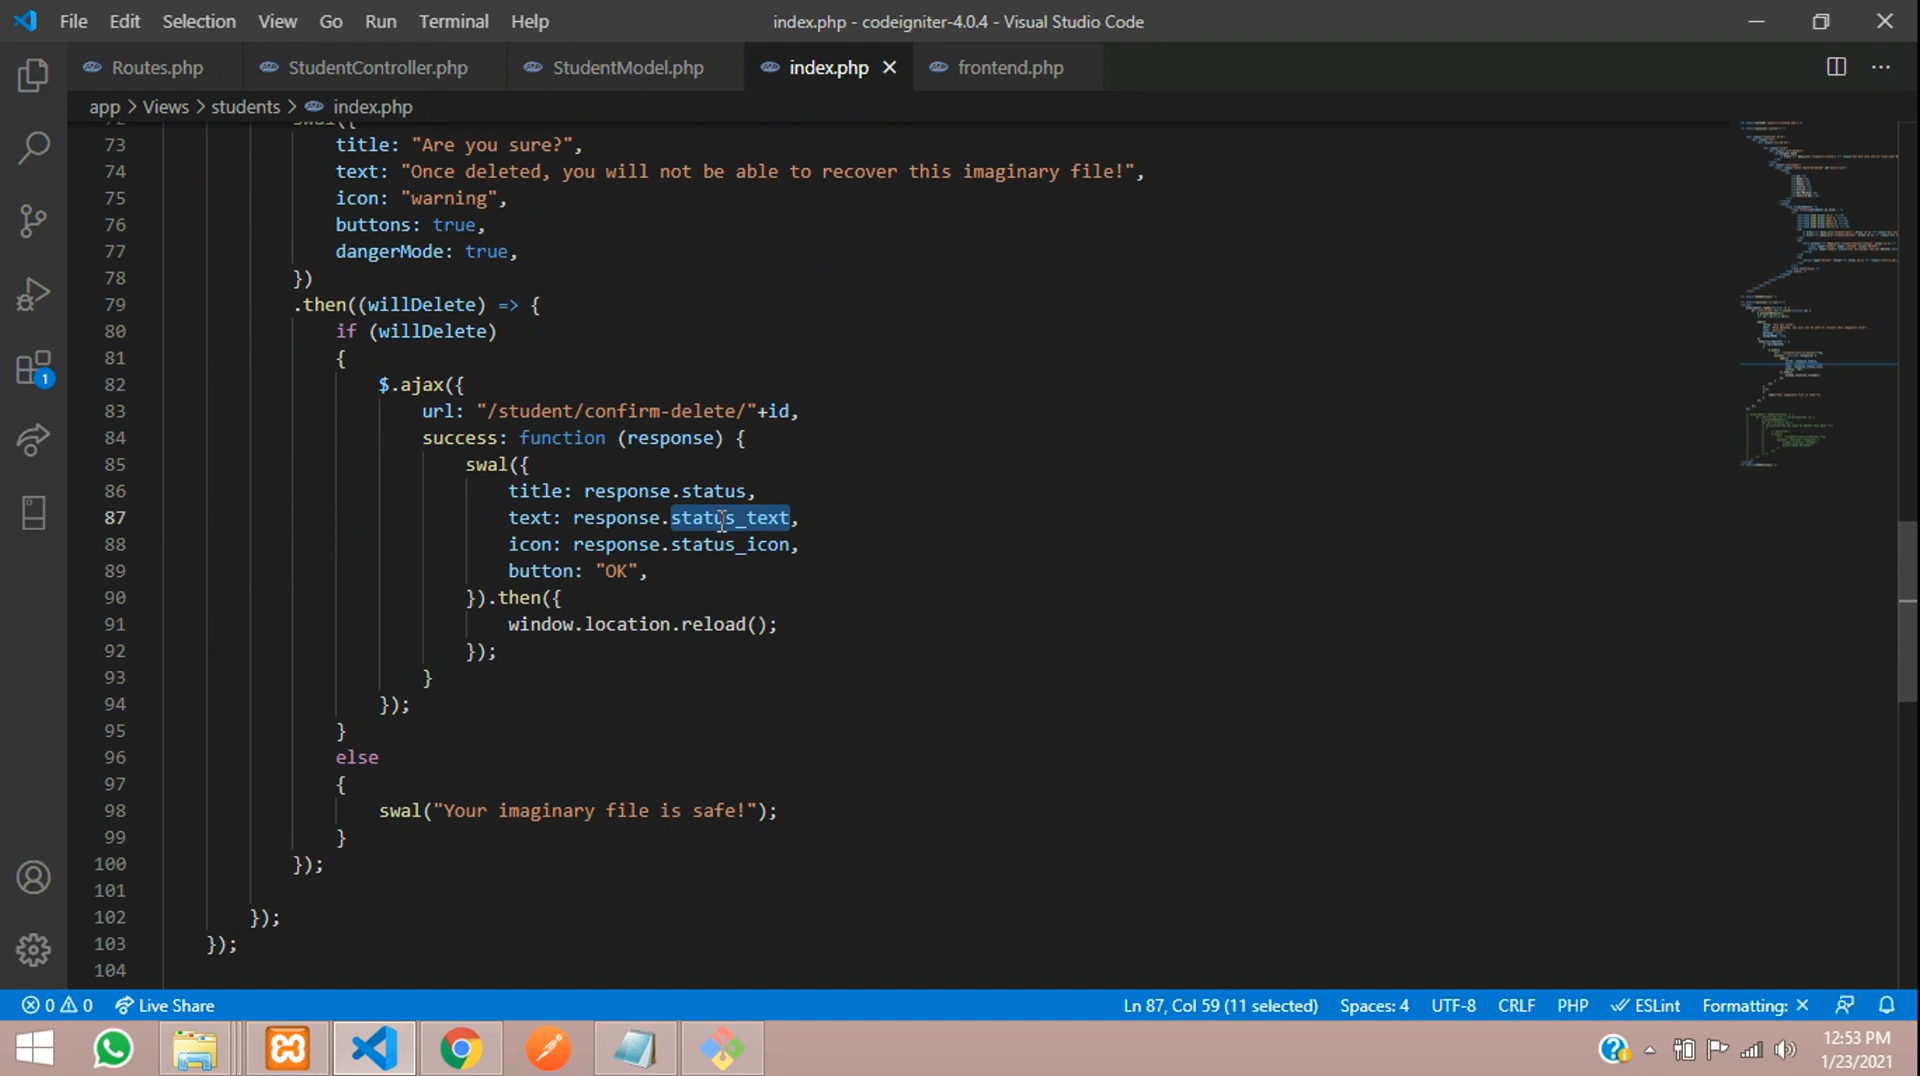 File Edit Selection View Go Run Terminal Help index.php - codeigniter-4.0.4 - Visual Studio Code
Routes.php StudentController.php StudentModel.php index.php frontend.php
app > Views > students > index.php
73 title: "Are you sure?",
74 text: "Once deleted, you will not be able to recover this imaginary file!",
75 icon: "warning",
76 buttons: true,
77 dangerMode: true,
78 })
79 .then((willDelete) => {
80 if (willDelete)
81 {
82 $.ajax({
83 url: "/student/confirm-delete/"+id,
84 success: function (response) {
85 swal({
86 title: response.status,
87 text: response.status_text,
88 icon: response.status_icon,
89 button: "OK",
90 }).then({
91 window.location.reload();
92 });
93 }
94 });
95 }
96 else
97 {
98 swal("Your imaginary file is safe!");
99 }
100 });
101
102 });
103 });
104
1
0 0 Live Share Ln 87, Col 59 (11 selected) Spaces: 4 UTF-8 CRLF PHP ESLint Formatting:
12:53 PM
1/23/2021